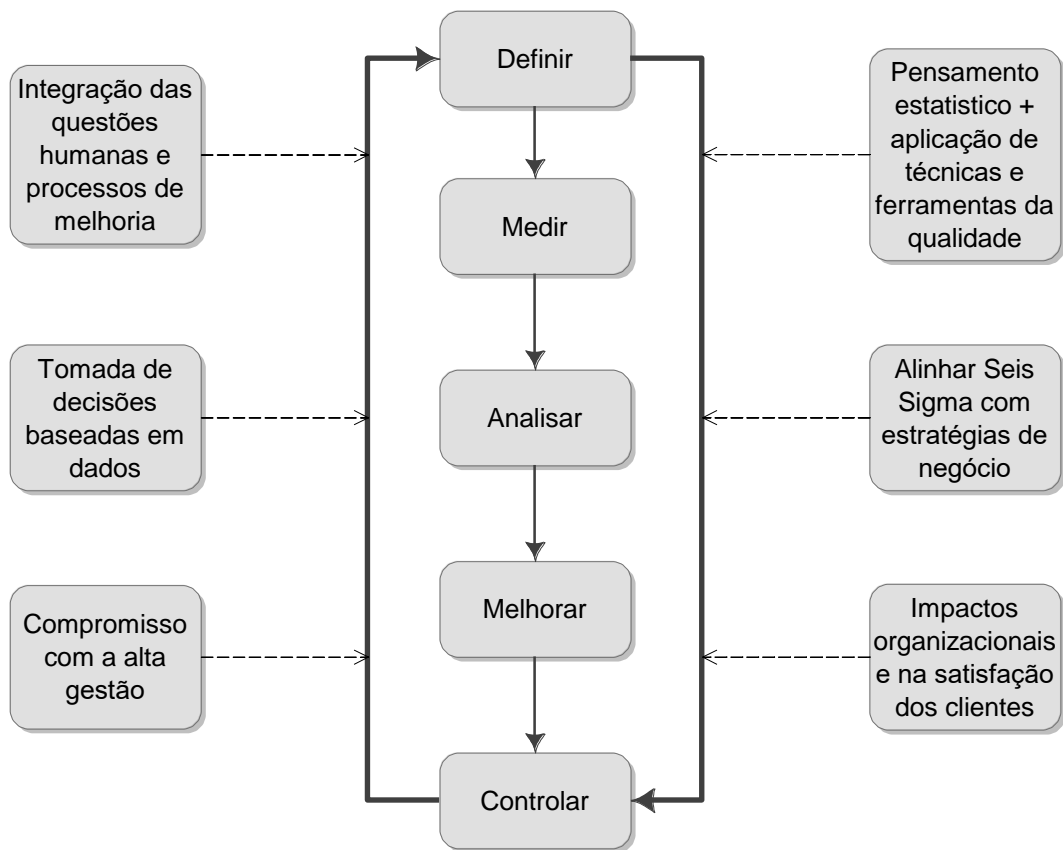 Definir
Integração das
questões
humanas e
processos de
melhoria
Pensamento
estatistico +
aplicação de
técnicas e
ferramentas da
qualidade
Medir
Tomada de
decisões
baseadas em
dados
Analisar
Alinhar Seis
Sigma com
estratégias de
negócio
Compromisso
com a alta
gestão
Melhorar
Impactos
organizacionais
e na satisfação
dos clientes
Controlar